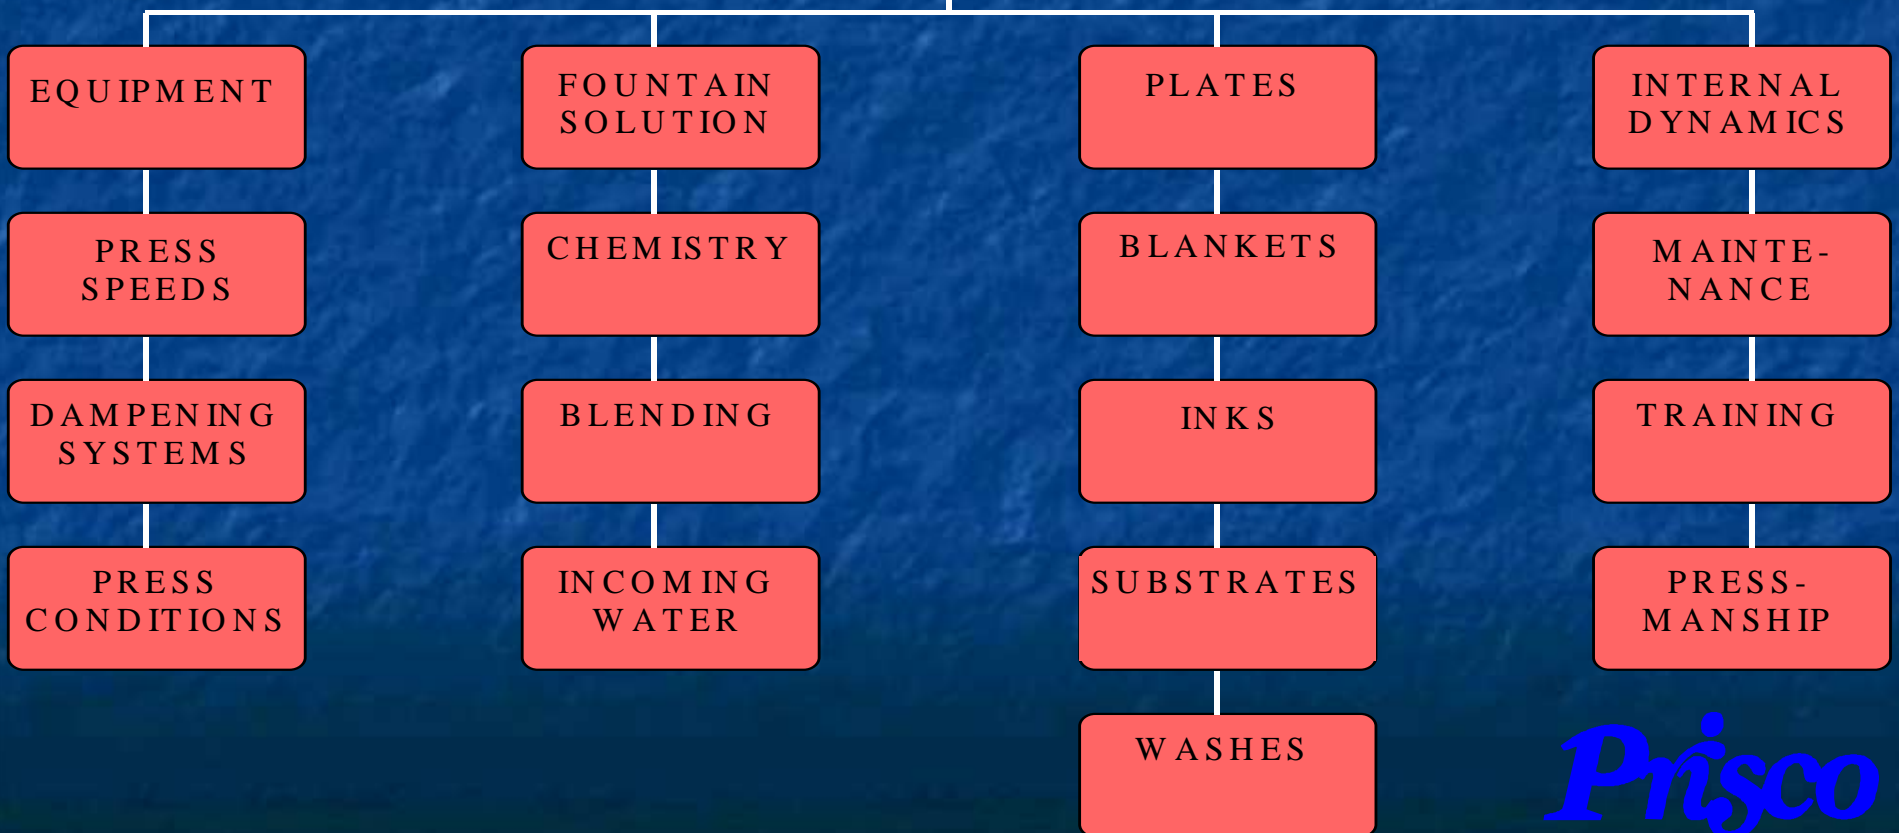 EQUIPMENT
PRESS
SPEEDS
DAMPENING
SYSTEMS
PRESS
CONDITIONS
FOUNTAIN
SOLUTION
CHEMISTRY
BLENDING
INCOMING
WATER
PLATES
BLANKETS
INKS
SUBSTRATES
WASHES
INTERNAL
DYNAMICS
MAINTE-
NANCE
TRAINING
PRESS-
MANSHIP
Prisco